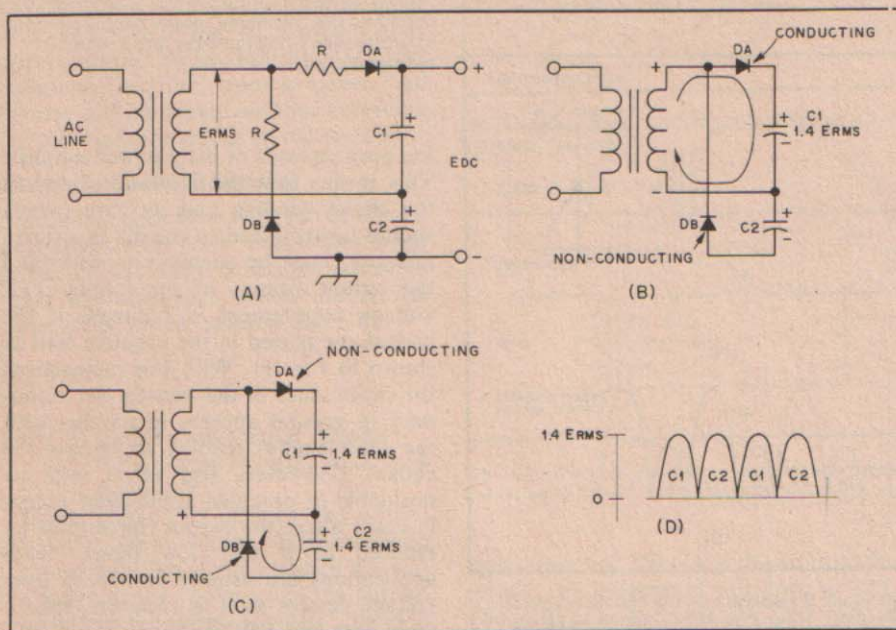 R
DA
+
AC
LINE
ERMS
R
+
C1
EDC
DB
+
C2
-
(A)
CONDUCTING
DA
+
+
C1
1.4 ERMS
-
-
DB
+
C2
-
NON-CONDUCTING
(B)
NON-CONDUCTING
DA
+
C1 1.4 ERMS
-
+
DB
+ C2
1.4 ERMS
-
CONDUCTING
(C)
1.4 ERMS
C1 C2 C1 C2
0
(D)